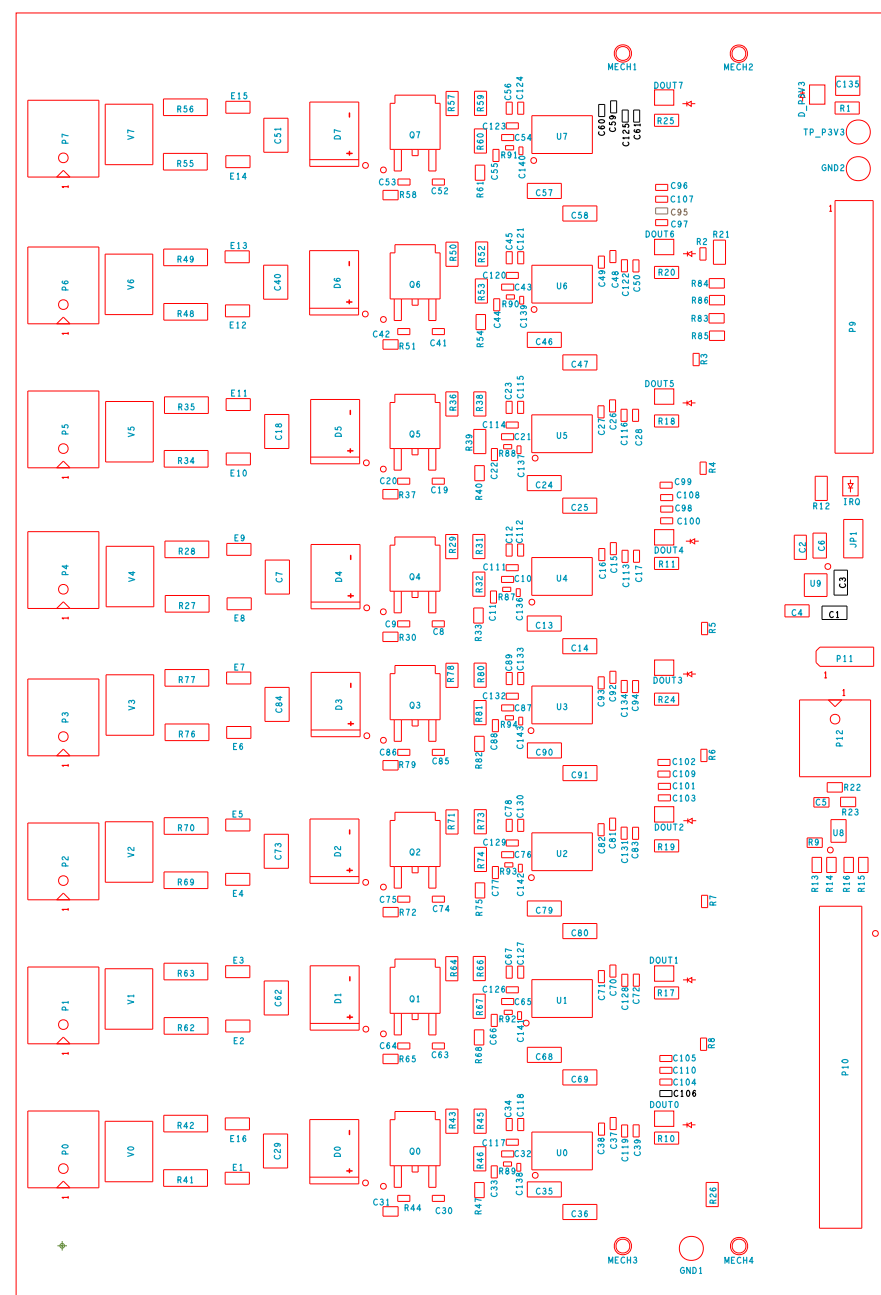 MECH1
MECH2
E15
R56
P7
V7
R55
E14
C51
D7
- +
Q7
C53
R58
C52
R57
R59
C56
C124
C123
C54
R60
R91
C55
C140
R61
U7
C57
C58
C60
C59
C125
C61
DOUT7
R25
D_P3V3
C135
R1
TP_P3V3
GND2
1
C96
C107
C95
C97
E13
R49
P6
V6
R48
E12
C40
D6
- +
Q6
C42
R51
C41
R50
R52
C45
C121
C120
C43
R53
R90
C44
C139
R54
U6
C46
C47
C49
C48
C122
C50
DOUT6
R20
R2
R21
R84
R86
R83
R85
R3
1
P9
1
E11
R35
P5
V5
R34
E10
C18
D5
- +
Q5
C20
R37
C19
R36
R38
C23
C115
C114
C21
R39
R88
C22
C137
R40
U5
C24
C25
C27
C26
C116
C28
DOUT5
R18
R4
1
C99
C108
C98
C100
R12
IRQ
E9
R28
P4
V4
R27
E8
C7
D4
- +
Q4
C9
R30
C8
R29
R31
C12
C112
C111
C10
R32
R87
C11
C136
R33
U4
C13
C14
C16
C15
C113
C17
DOUT4
R11
R5
1
C2
C6
JP1
U9
C3
C4
C1
E7
R77
P3
V3
R76
E6
C84
D3
- +
Q3
C86
R79
C85
R78
R80
C89
C133
C132
C87
R81
R94
C88
C143
R82
U3
C90
C91
C93
C92
C134
C94
DOUT3
R24
R6
1
P11
1
1
P12
C102
C109
C101
C103
R22
C5
R23
E5
R70
P2
V2
R69
E4
C73
D2
- +
Q2
C75
R72
C74
R71
R73
C78
C130
C129
C76
R74
R93
C77
C142
R75
U2
C79
C80
C82
C81
C131
C83
DOUT2
R19
R7
1
R9
U8
R13
R14
R16
R15
E3
R63
P1
V1
R62
E2
C62
D1
- +
Q1
C64
R65
C63
R64
R66
C67
C127
C126
C65
R67
R92
C66
C141
R68
U1
C68
C69
C71
C70
C128
C72
DOUT1
R17
R8
1
P10
C105
C110
C104
C106
E16
R42
P0
V0
R41
E1
C29
D0
- +
Q0
C31
R44
C30
R43
R45
C34
C118
C117
C32
R46
R89
C33
C138
R47
U0
C35
C36
C38
C37
C119
C39
DOUT0
R10
R26
1
MECH3
GND1
MECH4